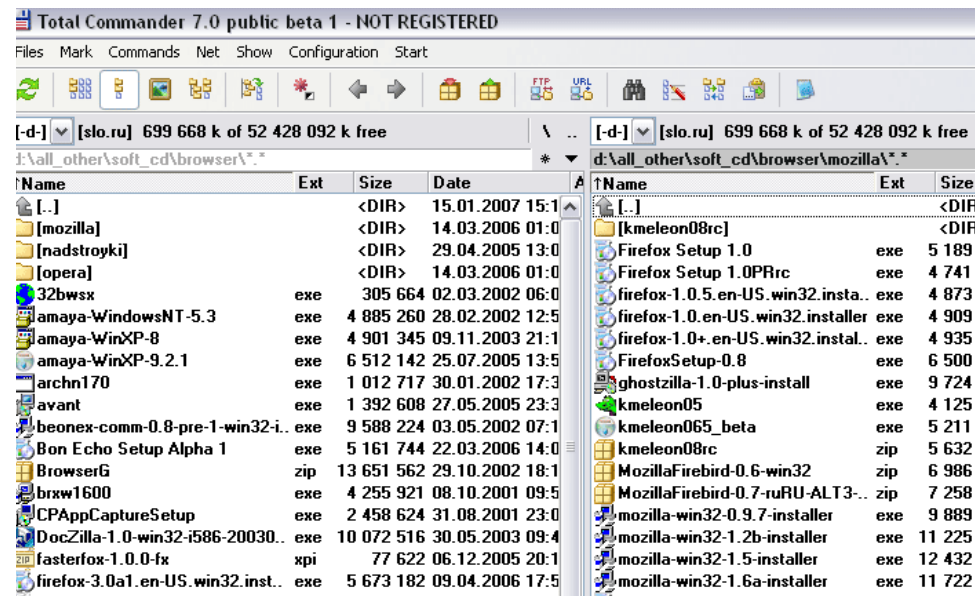 Total Commander 7.0 public beta 1 - NOT REGISTERED
Files Mark Commands Net Show Configuration Start
FTP URL
[-d-] [slo.ru] 699 668 k of 52 428 092 k free \ .. [-d-] [slo.ru] 699 668 k of 52 428 092 k free
d:\all_other\soft_cd\browser\*.* * ▼ d:\all_other\soft_cd\browser\mozilla\*.*
↑Name Ext Size Date A ↑Name Ext Size
[..] <DIR> 15.01.2007 15:1 [..] <DIR
[mozilla] <DIR> 14.03.2006 01:0 [kmeleon08rc] <DIR
[nadstroyki] <DIR> 29.04.2005 13:0 Firefox Setup 1.0 exe 5 189
[opera] <DIR> 14.03.2006 01:0 Firefox Setup 1.0PRrc exe 4 741
32bwsx exe 305 664 02.03.2002 06:0 firefox-1.0.5.en-US.win32.insta.. exe 4 873
amaya-WindowsNT-5.3 exe 4 885 260 28.02.2002 12:5 firefox-1.0.en-US.win32.installer exe 4 909
amaya-WinXP-8 exe 4 901 345 09.11.2003 21:1 firefox-1.0+.en-US.win32.instal.. exe 4 935
amaya-WinXP-9.2.1 exe 6 512 142 25.07.2005 13:5 FirefoxSetup-0.8 exe 6 500
archn170 exe 1 012 717 30.01.2002 17:3 ghostzilla-1.0-plus-install exe 9 724
avant exe 1 392 608 27.05.2005 23:3 kmeleon05 exe 4 125
beonex-comm-0.8-pre-1-win32-i.. exe 9 588 224 03.05.2002 07:1 kmeleon065_beta exe 5 211
Bon Echo Setup Alpha 1 exe 5 161 744 22.03.2006 14:0 kmeleon08rc zip 5 632
BrowserG zip 13 651 562 29.10.2002 18:1 MozillaFirebird-0.6-win32 zip 6 986
brxw1600 exe 4 255 921 08.10.2001 09:5 MozillaFirebird-0.7-ruRU-ALT3-.. zip 7 258
CPAppCaptureSetup exe 2 458 624 31.08.2001 23:0 mozilla-win32-0.9.7-installer exe 9 889
DocZilla-1.0-win32-i586-20030.. exe 10 072 516 30.05.2003 09:4 mozilla-win32-1.2b-installer exe 11 225
fasterfox-1.0.0-fx xpi 77 622 06.12.2005 20:1 mozilla-win32-1.5-installer exe 12 432
firefox-3.0a1.en-US.win32.inst.. exe 5 673 182 09.04.2006 17:5 mozilla-win32-1.6a-installer exe 11 722